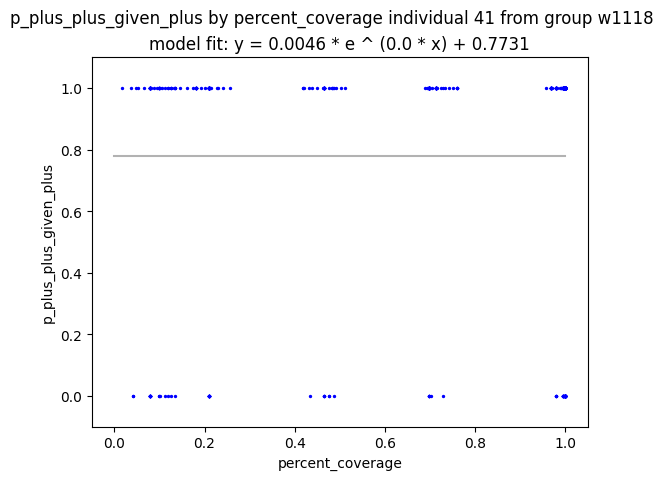 p_plus_plus_given_plus by percent_coverage individual 41 from group w1118
model fit: y = 0.0046 * e ^ (0.0 * x) + 0.7731
1.0
0.8
0.6
0.4
0.2
0.0
p_plus_plus_given_plus
0.0 0.2 0.4 0.6 0.8 1.0
percent_coverage